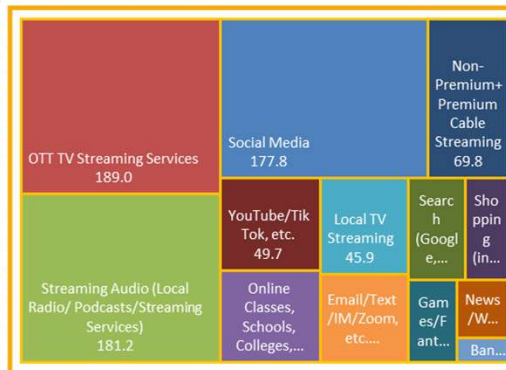 OTT TV Streaming Services
189.0
Streaming Audio (Local
Radio/ Podcasts/Streaming
Services)
181.2
Social Media
177.8
Non-
Premium+
Premium
Cable
Streaming
69.8
YouTube/Tik
Tok, etc.
49.7
Local TV
Streaming
45.9
Online
Classes,
Schools,
Colleges,...
Email/Text
/IM/Zoom,
etc....
Searc
h
(Googl
e,...
Sho
ppin
g
(in...
Gam
es/F
ant...
News
/W...
Ban...